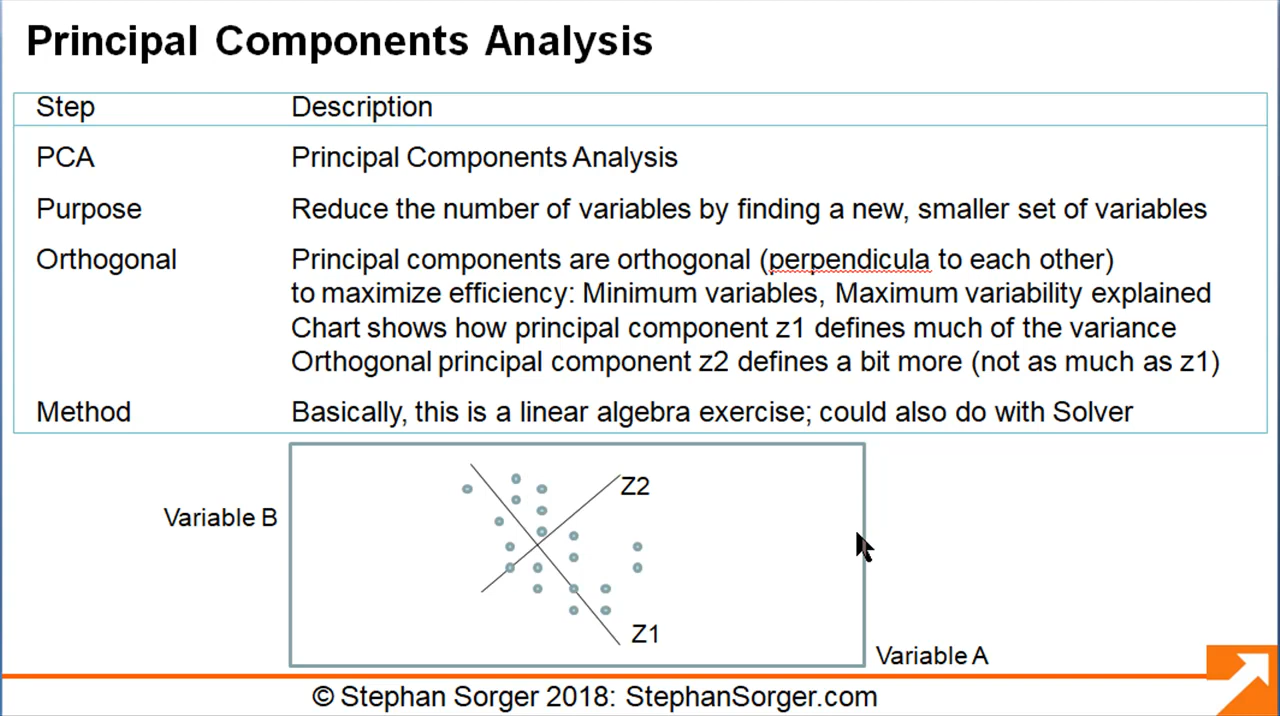 Principal Components Analysis
Step Description
PCA Principal Components Analysis
Purpose Reduce the number of variables by finding a new, smaller set of variables
Orthogonal Principal components are orthogonal (perpendicula to each other)
to maximize efficiency: Minimum variables, Maximum variability explained
Chart shows how principal component z1 defines much of the variance
Orthogonal principal component z2 defines a bit more (not as much as z1)
Method Basically, this is a linear algebra exercise; could also do with Solver
Z2
Variable B
Z1
Variable A
© Stephan Sorger 2018: StephanSorger.com